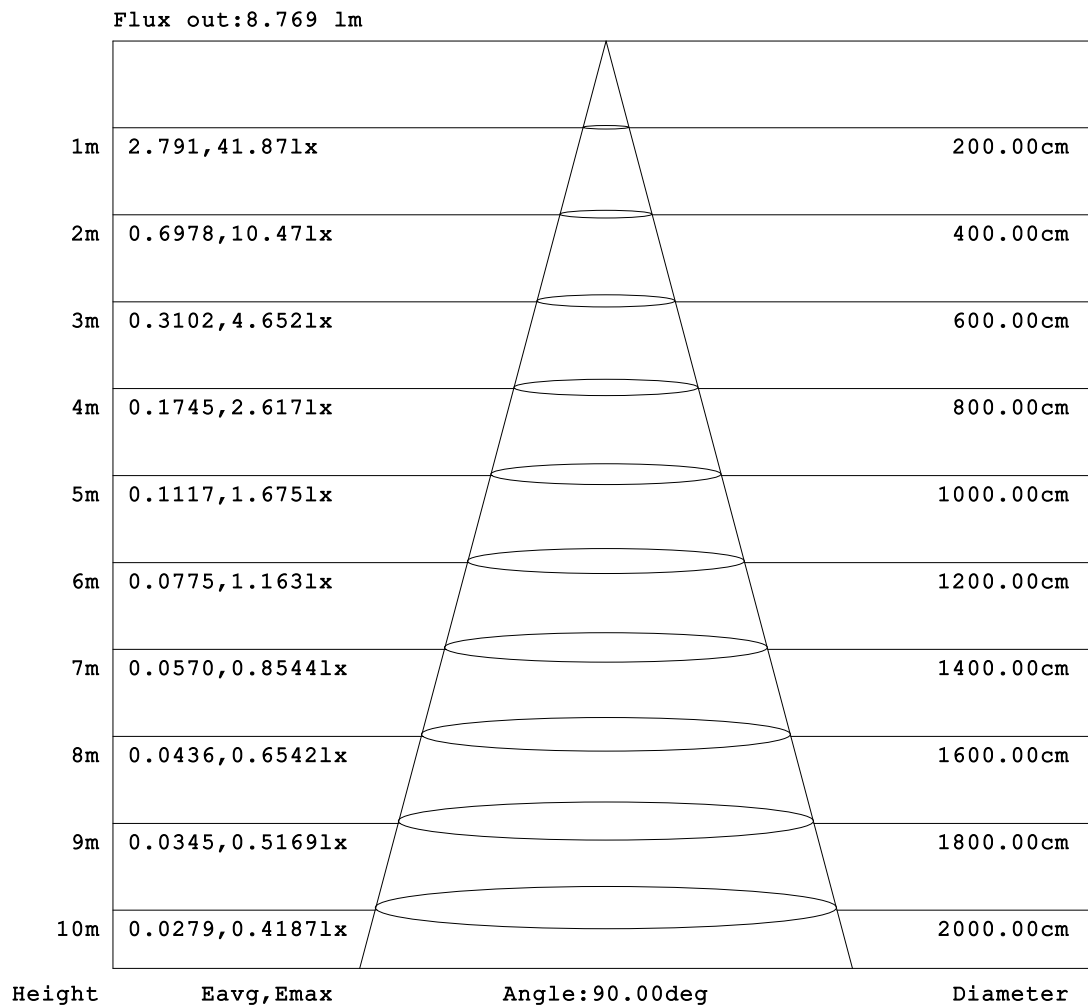 Flux out:8.769 lm
1m 2.791,41.87lx 200.00cm
2m 0.6978,10.47lx 400.00cm
3m 0.3102,4.652lx 600.00cm
4m 0.1745,2.617lx 800.00cm
5m 0.1117,1.675lx 1000.00cm
6m 0.0775,1.163lx 1200.00cm
7m 0.0570,0.8544lx 1400.00cm
8m 0.0436,0.6542lx 1600.00cm
9m 0.0345,0.5169lx 1800.00cm
10m 0.0279,0.4187lx 2000.00cm
Height Eavg,Emax Angle:90.00deg Diameter